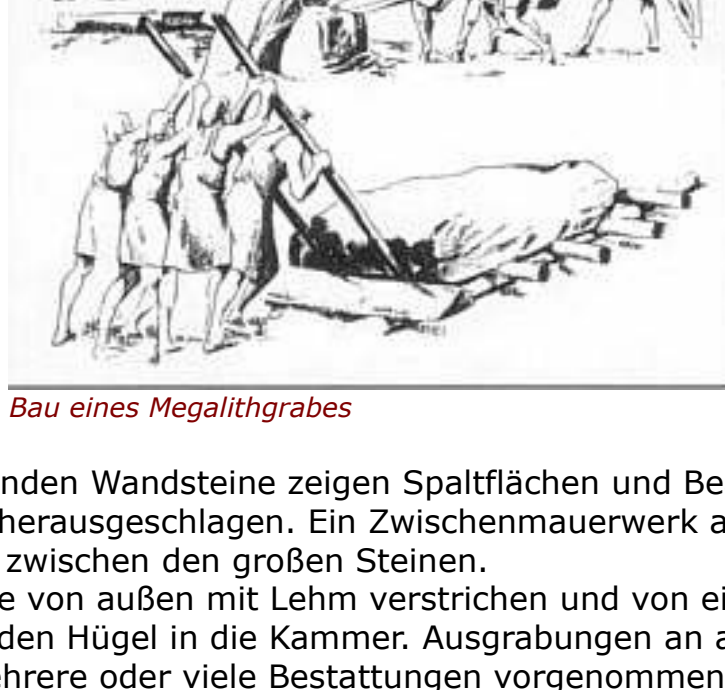 Bau eines Megalithgrabes
nden Wandsteine zeigen Spaltflächen und Be
herausgeschlagen. Ein Zwischenmauerwerk a
zwischen den großen Steinen.
e von außen mit Lehm verstrichen und von ei
den Hügel in die Kammer. Ausgrabungen an a
ehrere oder viele Bestattungen vorgenommen